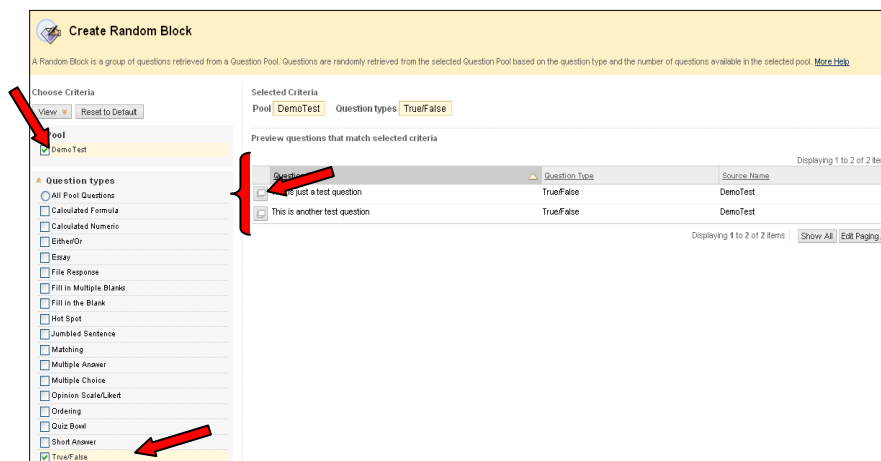 Create Random Block
A Random Block is a group of questions retrieved from a Question Pool. Questions are randomly retrieved from the selected Question Pool based on the question type and the number of questions available in the selected pool. More Help
Choose Criteria
View Reset to Default
Pool
DemoTest
Question types
All Pool Questions
Calculated Formula
Calculated Numeric
Either/Or
Essay
File Response
Fill in Multiple Blanks
Fill in the Blank
Hot Spot
Jumbled Sentence
Matching
Multiple Answer
Multiple Choice
Opinion Scale/Likert
Ordering
Quiz Bowl
Short Answer
True/False
Selected Criteria
Pool DemoTest Question types True/False
Preview questions that match selected criteria
Displaying 1 to 2 of 2 ite
Question Type Source Name
is just a test question True/False DemoTest
This is another test question True/False DemoTest
Displaying 1 to 2 of 2 items Show All Edit Paging.